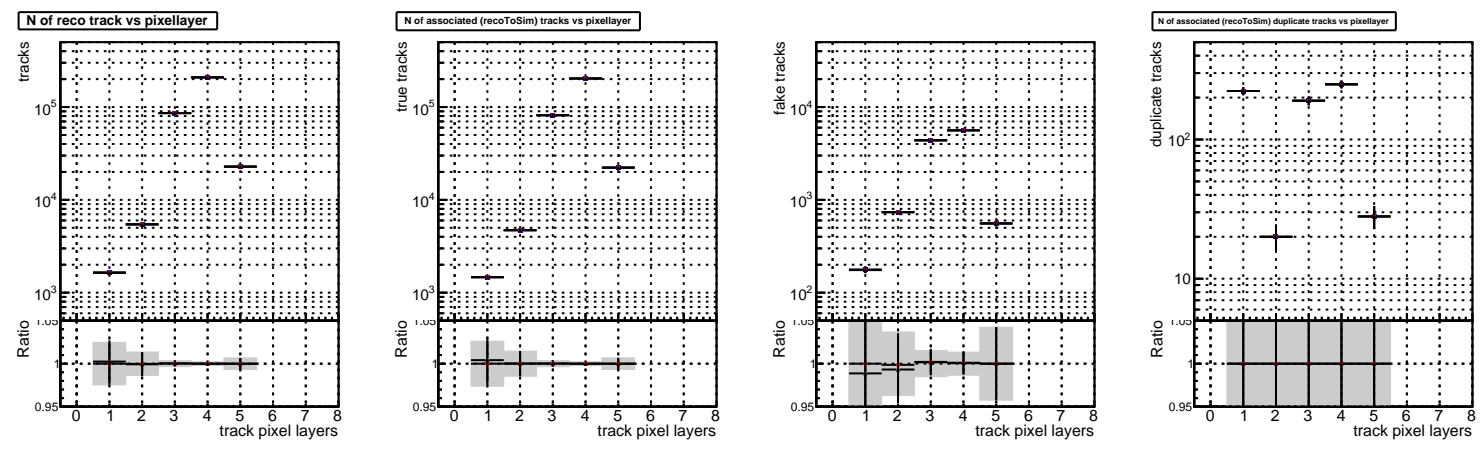 N of reco track vs pixellayer
tracks
10^5
10^4
10^3
Ratio
1.05
1
0.95
0 1 2 3 4 5 6 7 8
track pixel layers
N of associated (recoToSim) tracks vs pixellayer
true tracks
10^5
10^4
10^3
Ratio
1.05
1
0.95
0 1 2 3 4 5 6 7 8
track pixel layers
fake tracks
10^4
10^3
10^2
Ratio
1.05
1
0.95
0 1 2 3 4 5 6 7 8
track pixel layers
N of associated (recoToSim) duplicate tracks vs pixellayer
duplicate tracks
10^2
10
Ratio
1.05
1
0.95
0 1 2 3 4 5 6 7 8
track pixel layers